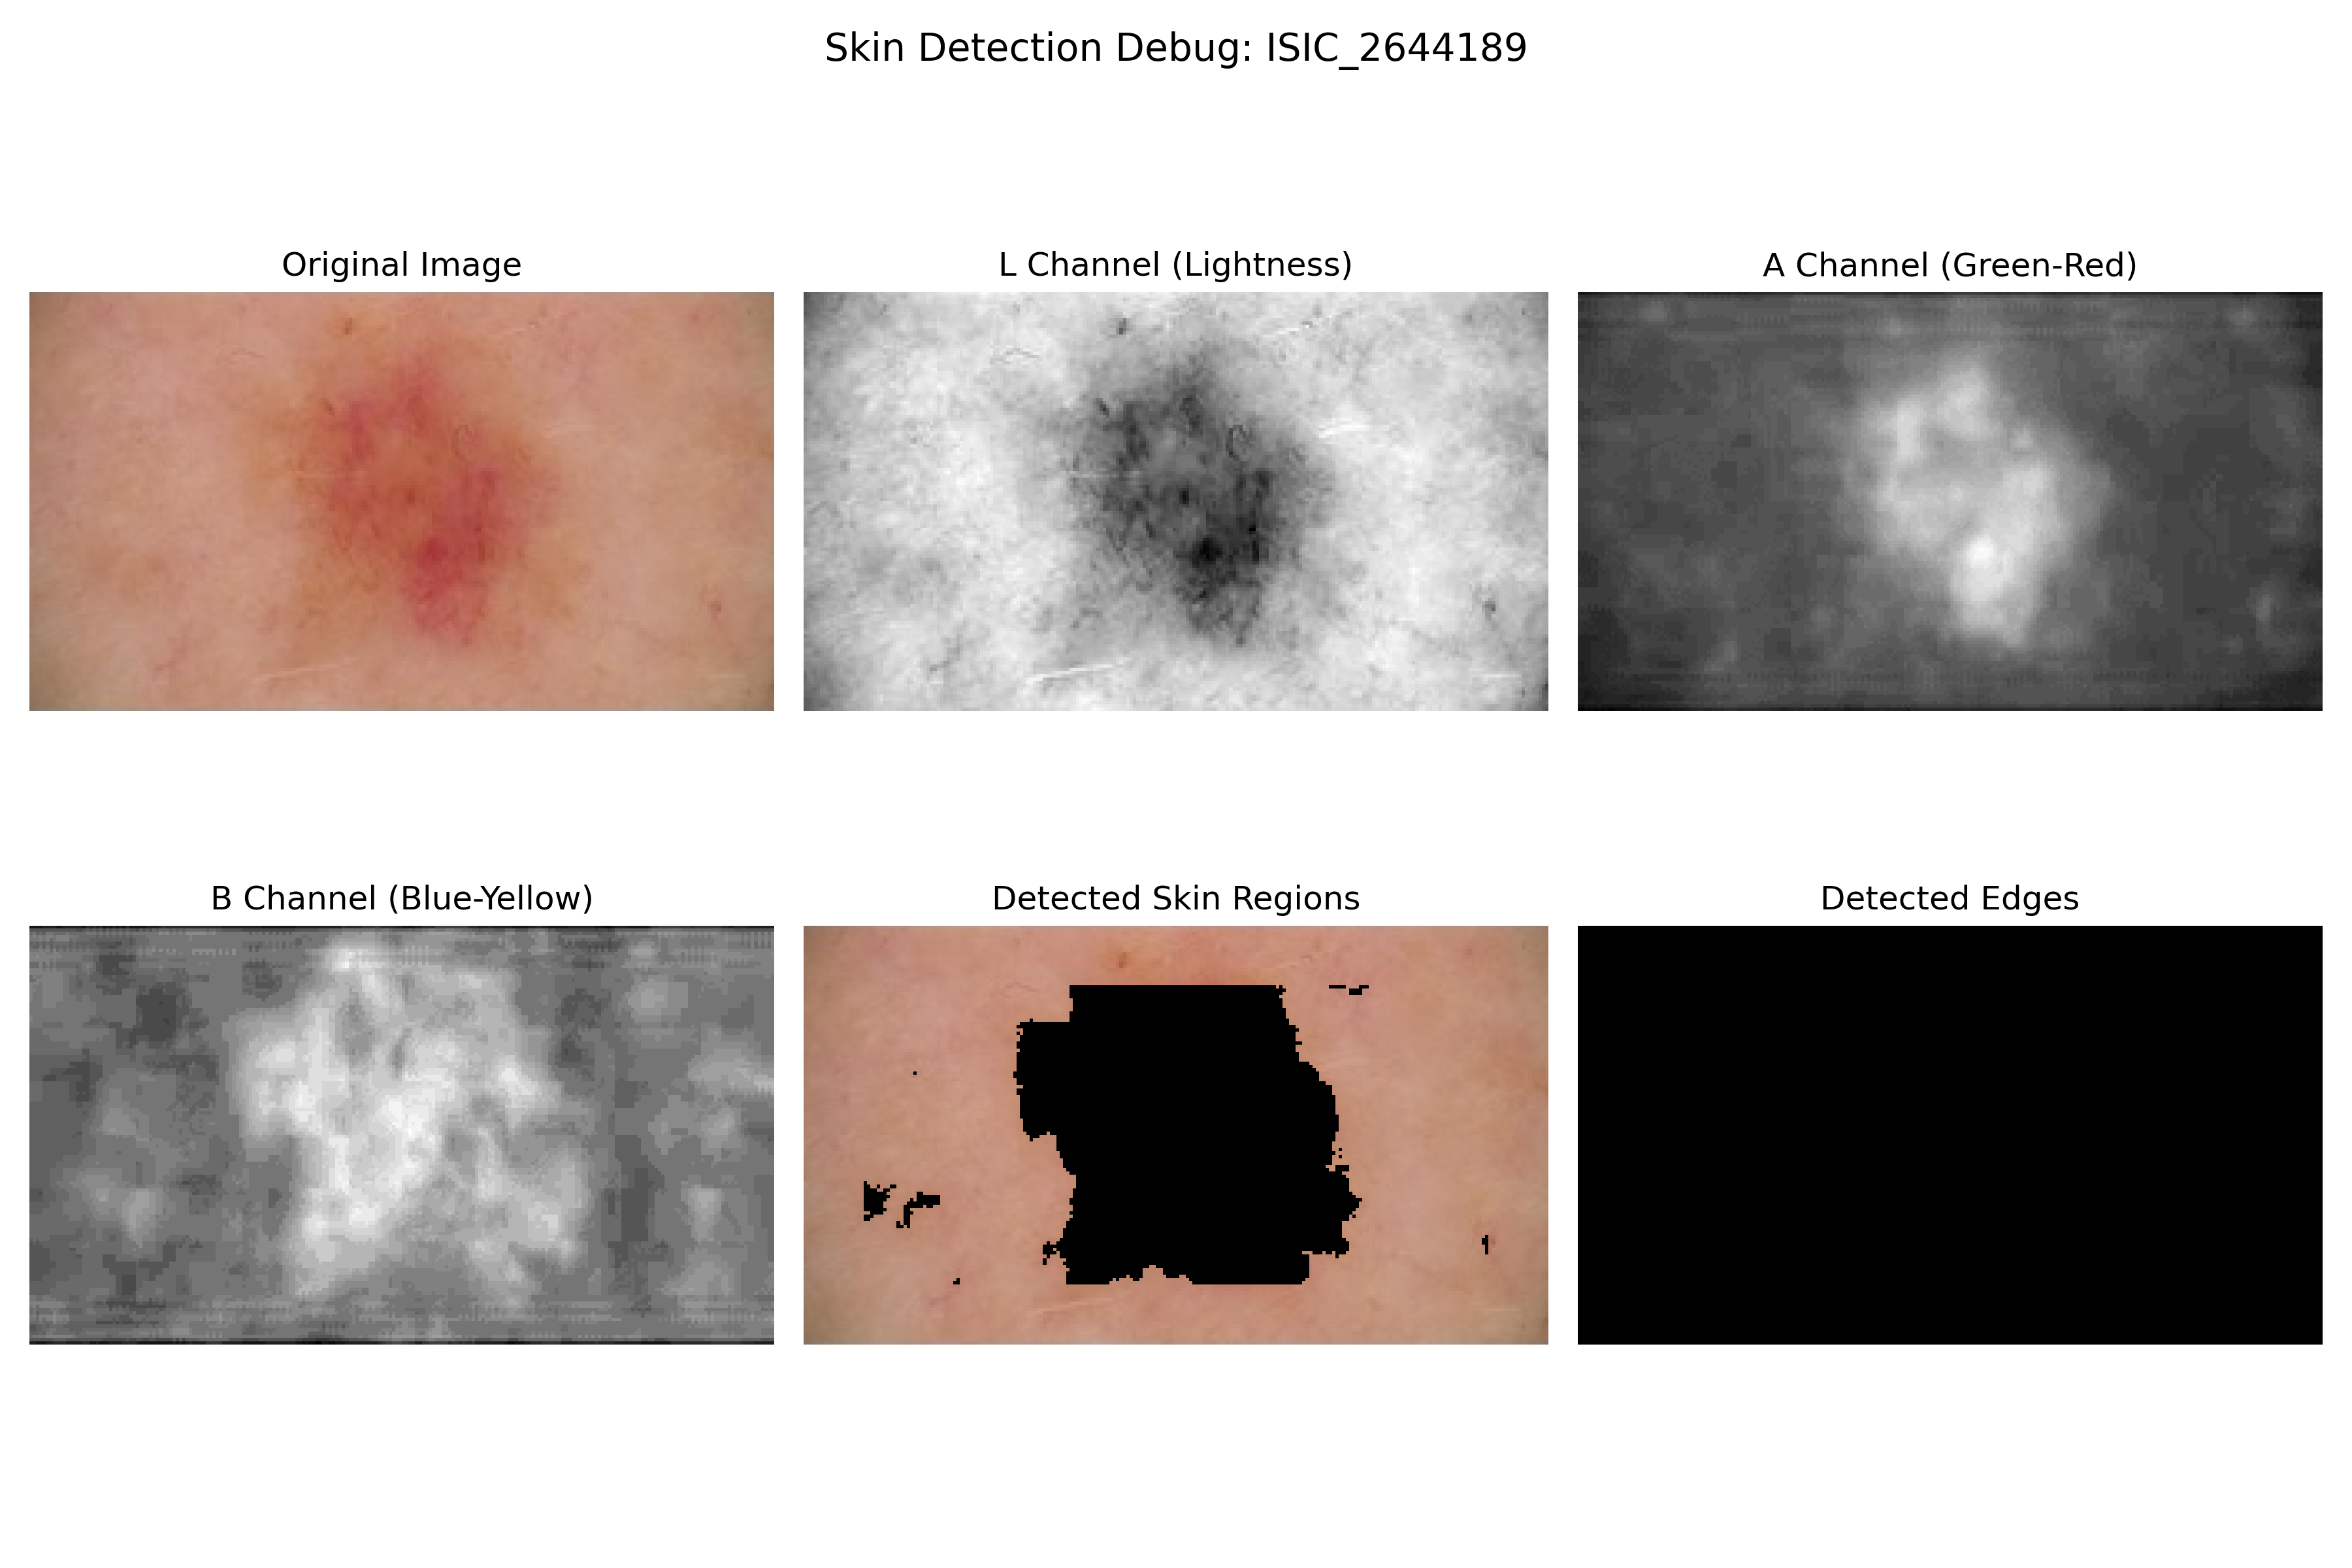 Skin Detection Debug: ISIC_2644189
Original Image
L Channel (Lightness)
A Channel (Green-Red)
B Channel (Blue-Yellow)
Detected Skin Regions
Detected Edges